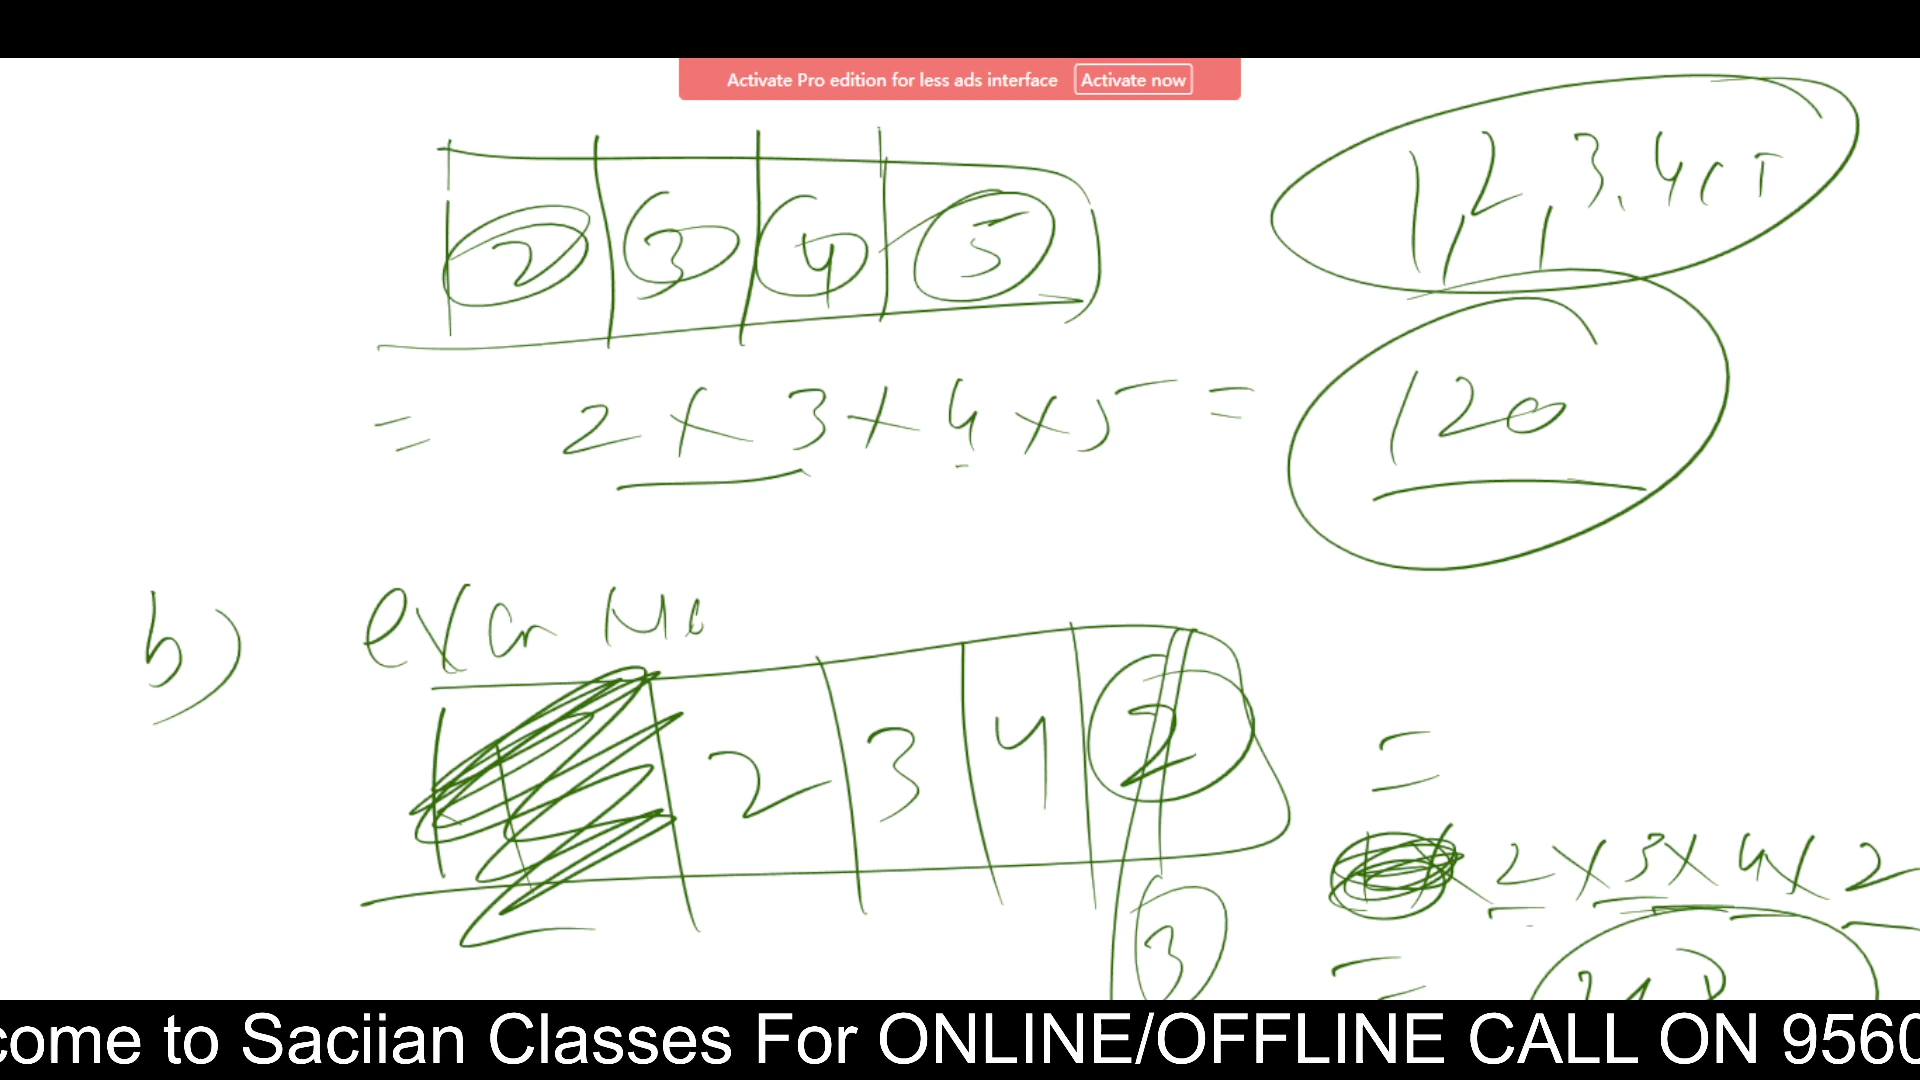 Activate Pro edition for less ads interface Activate now
1, 2, 3, 4, 5
2 3 4 5
= 2 x 3 x 4 x 5 =
120
b) even No
2 3 4 2
=
2 x 3 x 4 x 2
3
=
come to Saciian Classes For ONLINE/OFFLINE CALL ON 9560